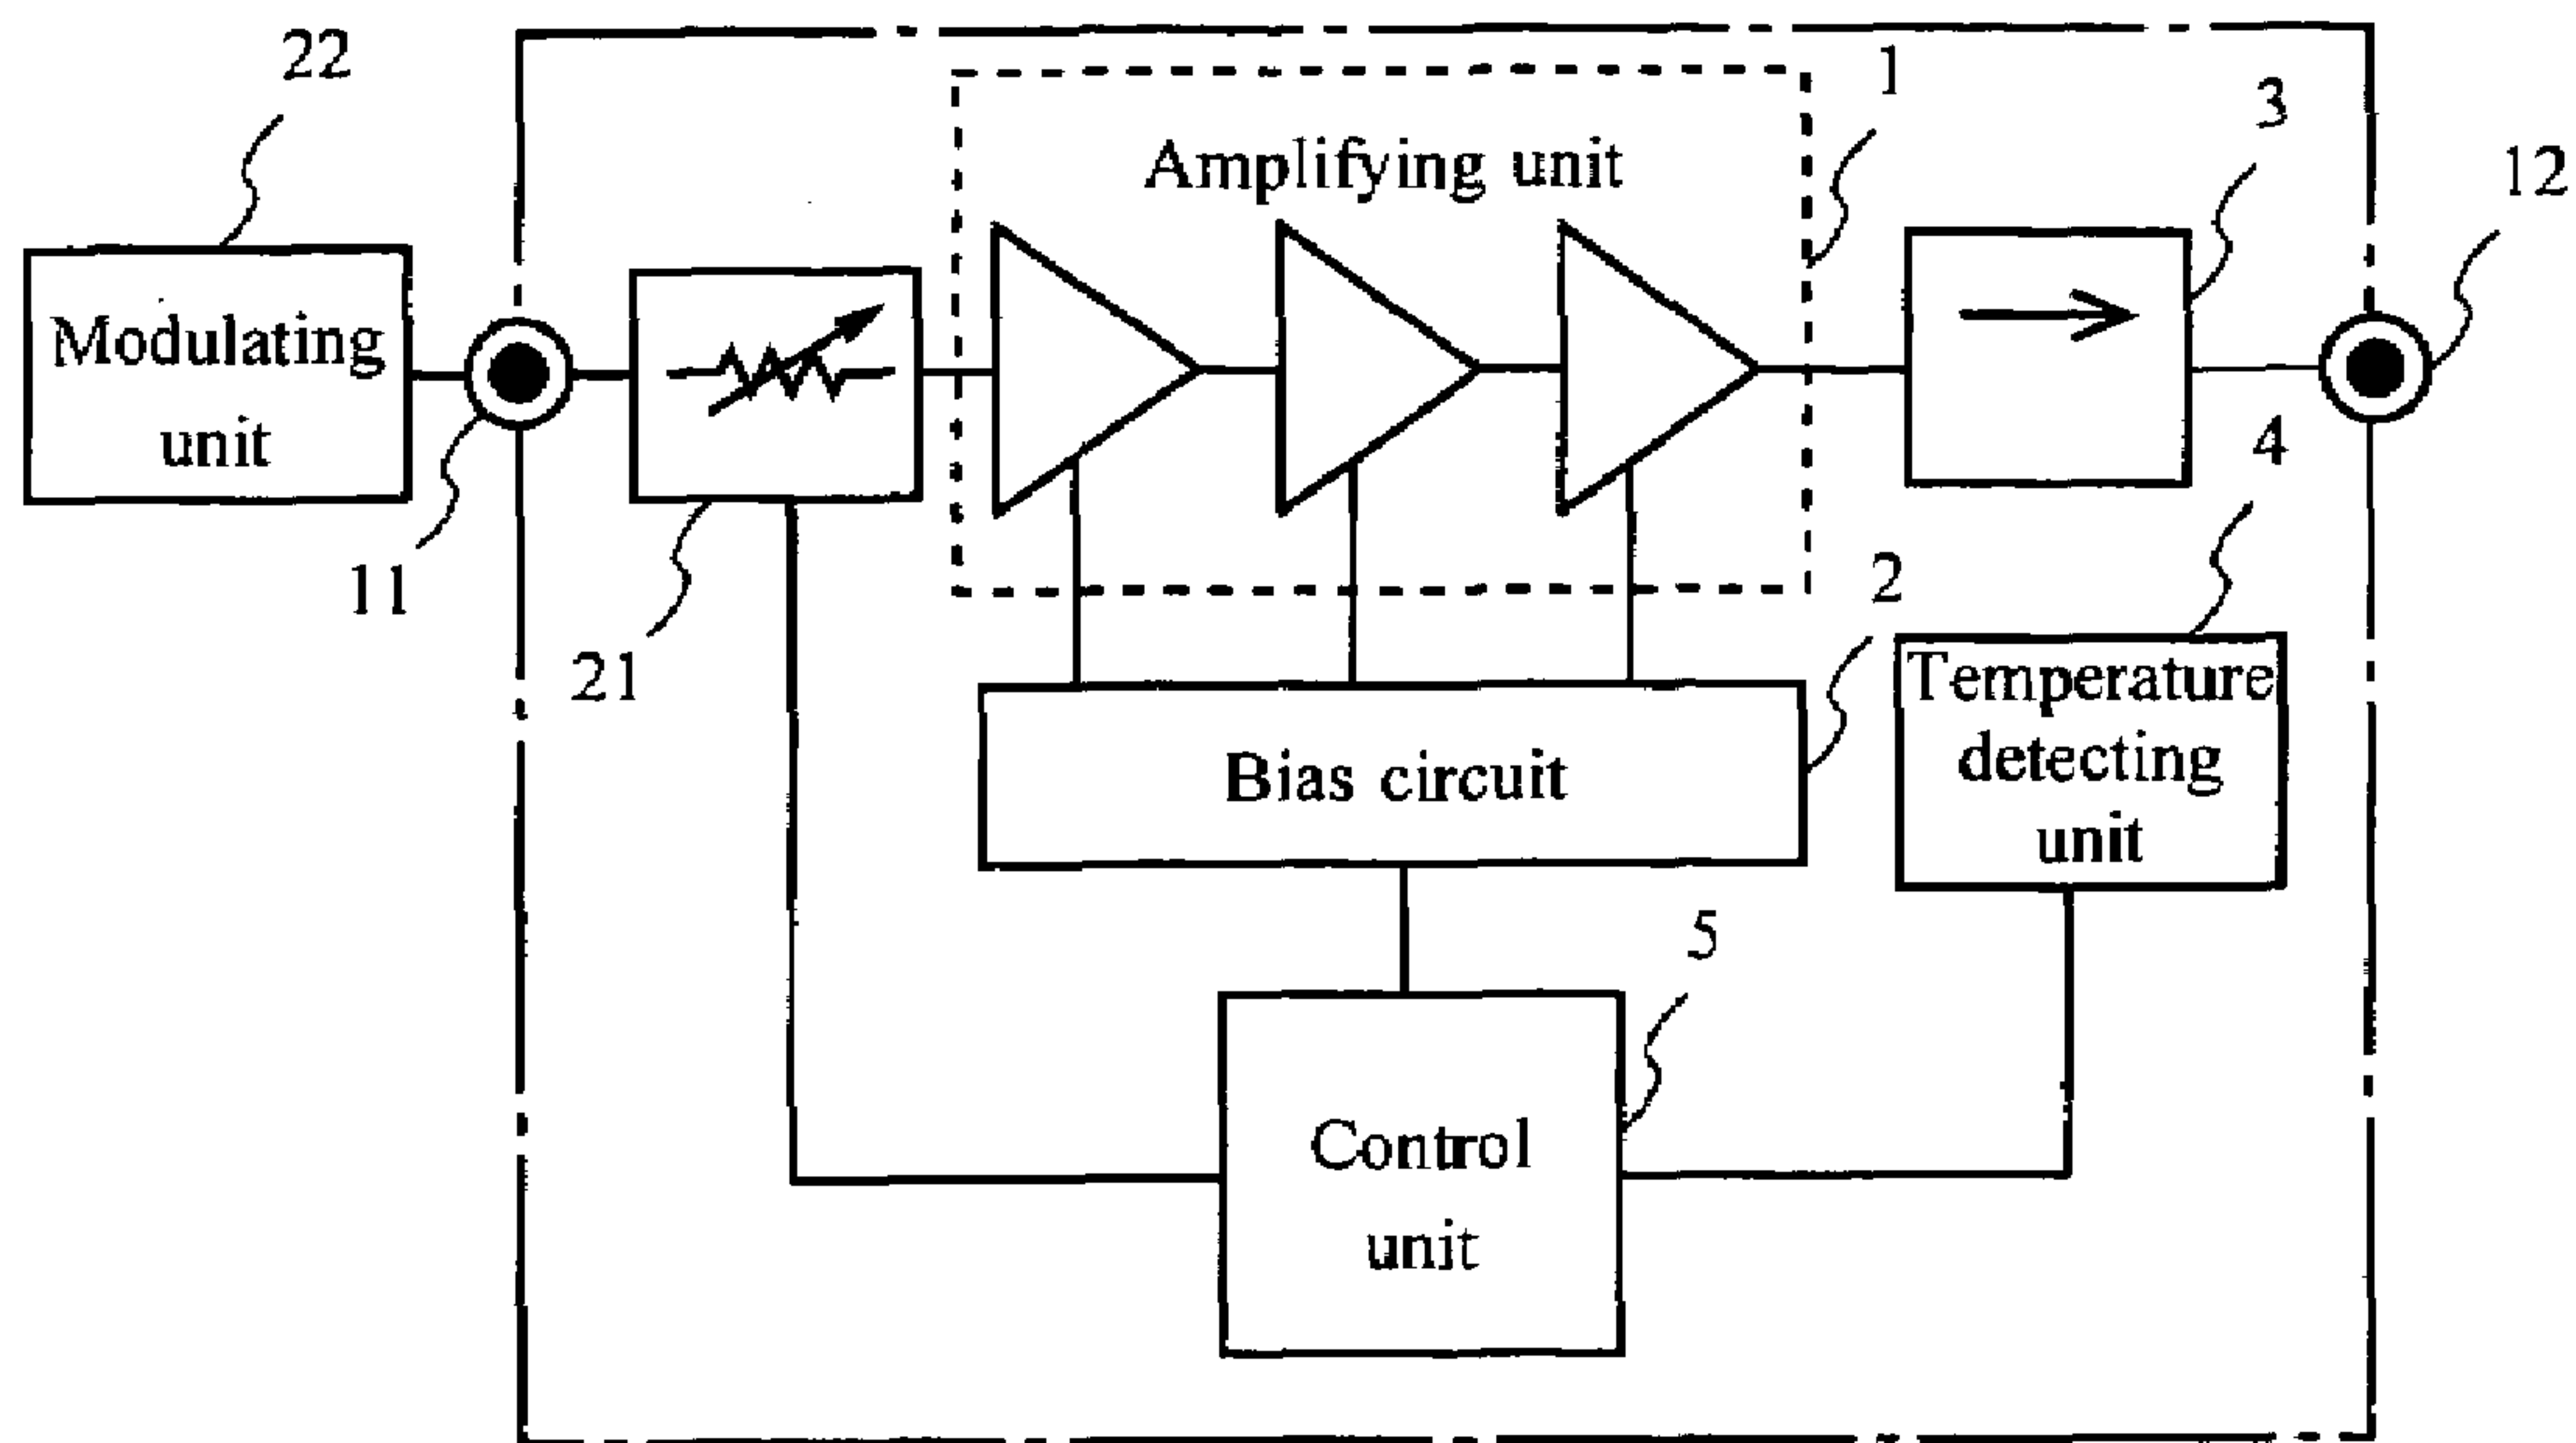 22
1
3
12
Amplifying unit
Modulating
unit
11
21
2
4
Temperature
detecting
unit
Bias circuit
5
Control
unit